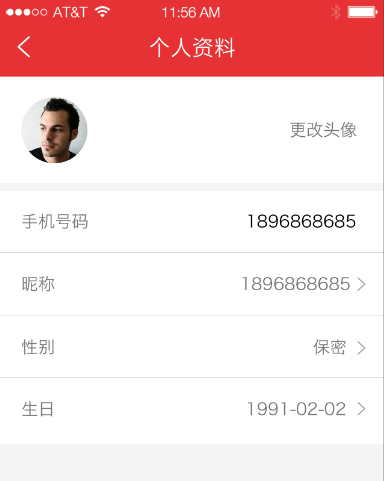 AT&T 11:56 AM
个人资料
更改头像
手机号码 1896868685
昵称 1896868685
性别 保密
生日 1991-02-02